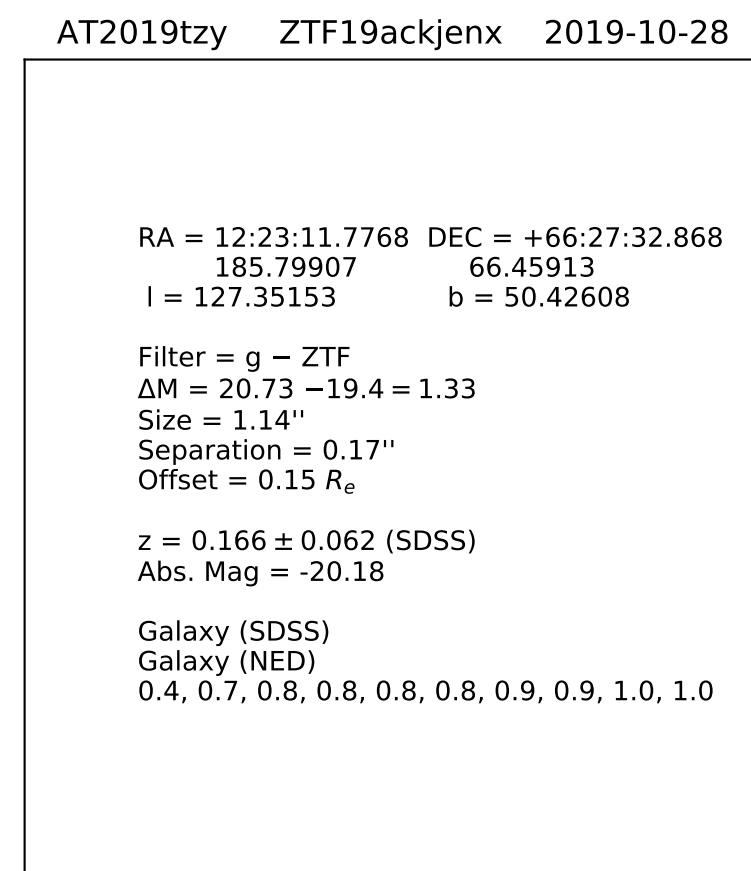 AT2019tzy ZTF19ackjenx 2019-10-28
RA = 12:23:11.7768 DEC = +66:27:32.868
185.79907 66.45913
l = 127.35153 b = 50.42608
Filter = g − ZTF
ΔM = 20.73 −19.4 = 1.33
Size = 1.14''
Separation = 0.17''
Offset = 0.15 Re
z = 0.166 ± 0.062 (SDSS)
Abs. Mag = -20.18
Galaxy (SDSS)
Galaxy (NED)
0.4, 0.7, 0.8, 0.8, 0.8, 0.8, 0.9, 0.9, 1.0, 1.0